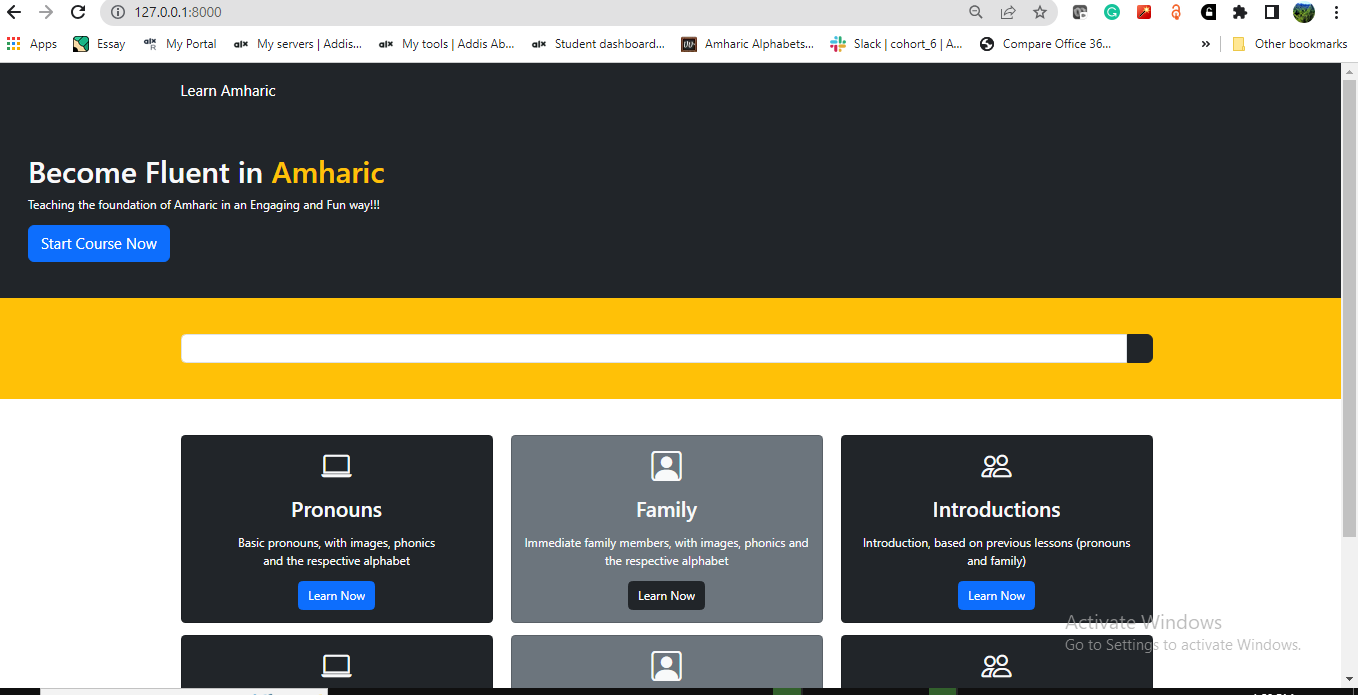 127.0.0.1:8000
Apps Essay My Portal My servers | Addis... My tools | Addis Ab... Student dashboard... Amharic Alphabets... Slack | cohort_6 | A... Compare Office 36... » Other bookmarks
Learn Amharic
Become Fluent in Amharic
Teaching the foundation of Amharic in an Engaging and Fun way!!!
Start Course Now
Pronouns
Basic pronouns, with images, phonics
and the respective alphabet
Learn Now
Family
Immediate family members, with images, phonics and
the respective alphabet
Learn Now
Introductions
Introduction, based on previous lessons (pronouns
and family)
Learn Now
Activate Windows
Go to Settings to activate Windows.